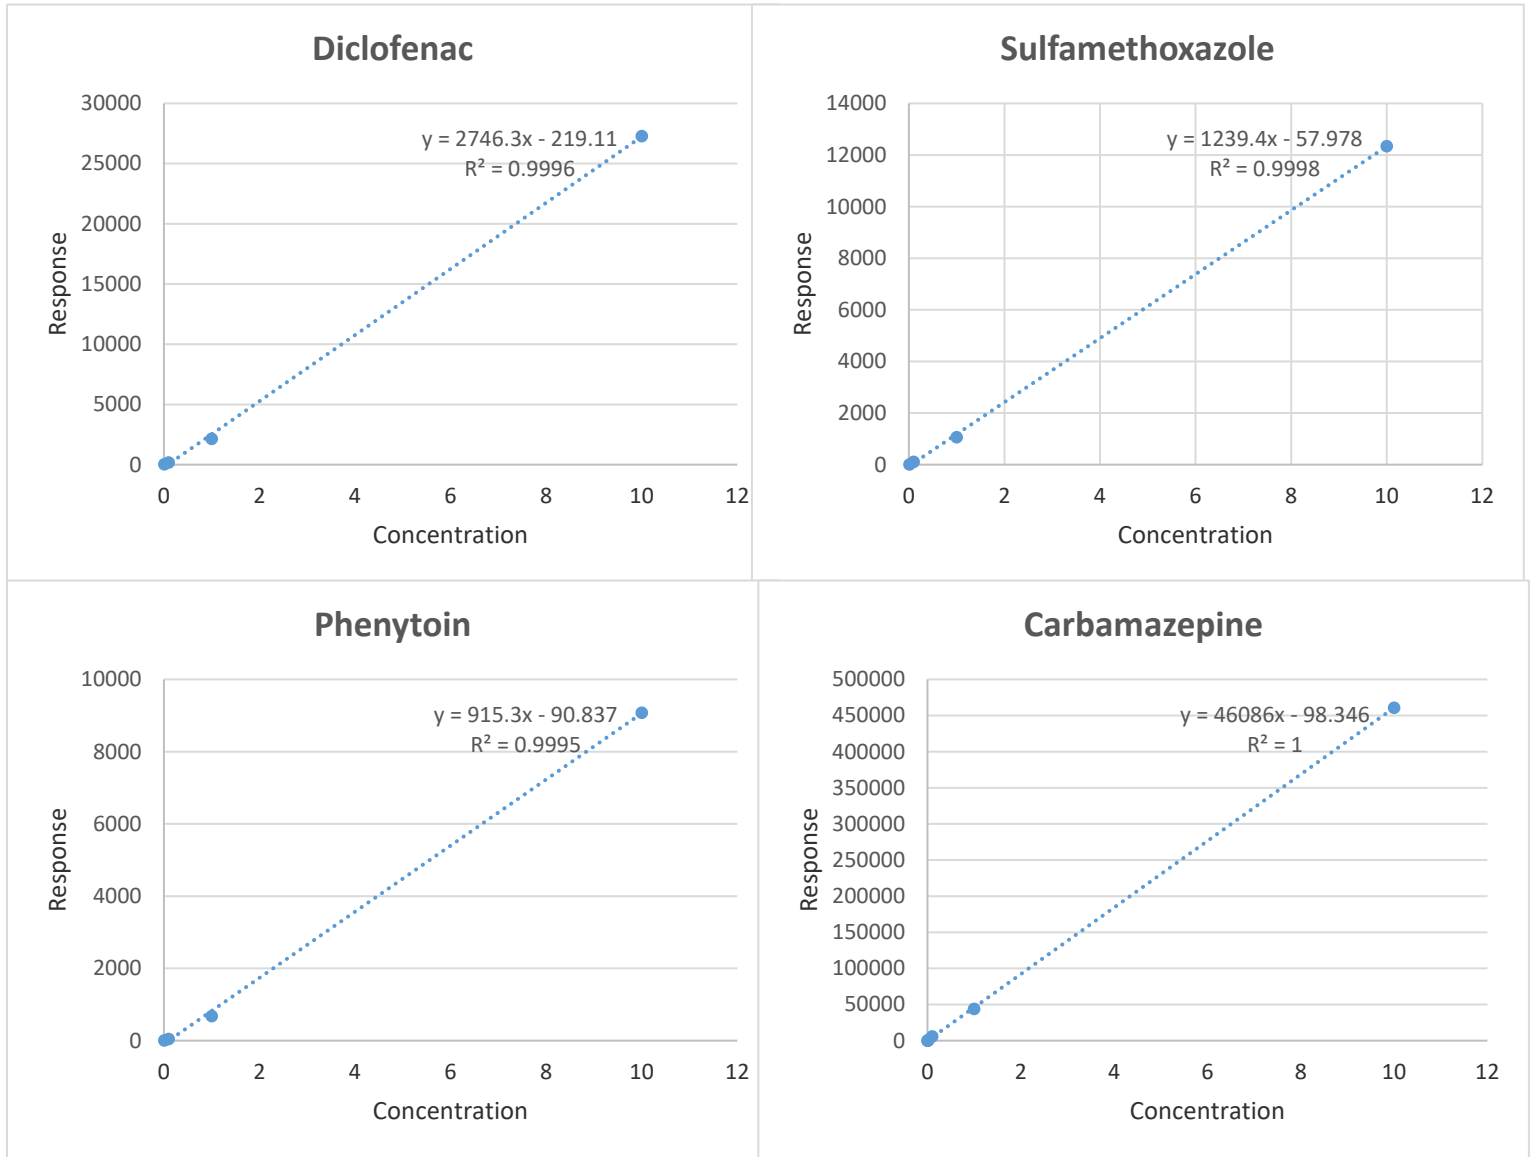 Diclofenac
30000
25000
20000
15000
10000
5000
0
y = 2746.3x - 219.11
R² = 0.9996
Response
0 2 4 6 8 10 12
Concentration
Sulfamethoxazole
14000
12000
10000
8000
6000
4000
2000
0
y = 1239.4x - 57.978
R² = 0.9998
Response
0 2 4 6 8 10 12
Concentration
Phenytoin
10000
8000
6000
4000
2000
0
y = 915.3x - 90.837
R² = 0.9995
Response
0 2 4 6 8 10 12
Concentration
Carbamazepine
500000
450000
400000
350000
300000
250000
200000
150000
100000
50000
0
y = 46086x - 98.346
R² = 1
Response
0 2 4 6 8 10 12
Concentration